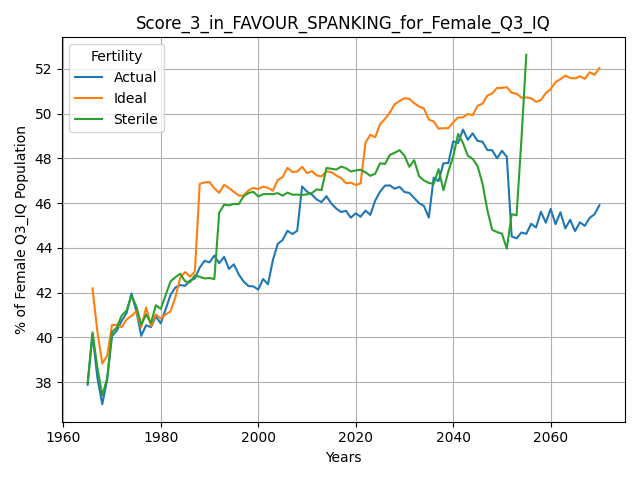 Score_3_in_FAVOUR_SPANKING_for_Female_Q3_IQ
Fertility
Actual
Ideal
Sterile
% of Female Q3_IQ Population
52
50
48
46
44
42
40
38
1960
1980
2000
2020
2040
2060
Years